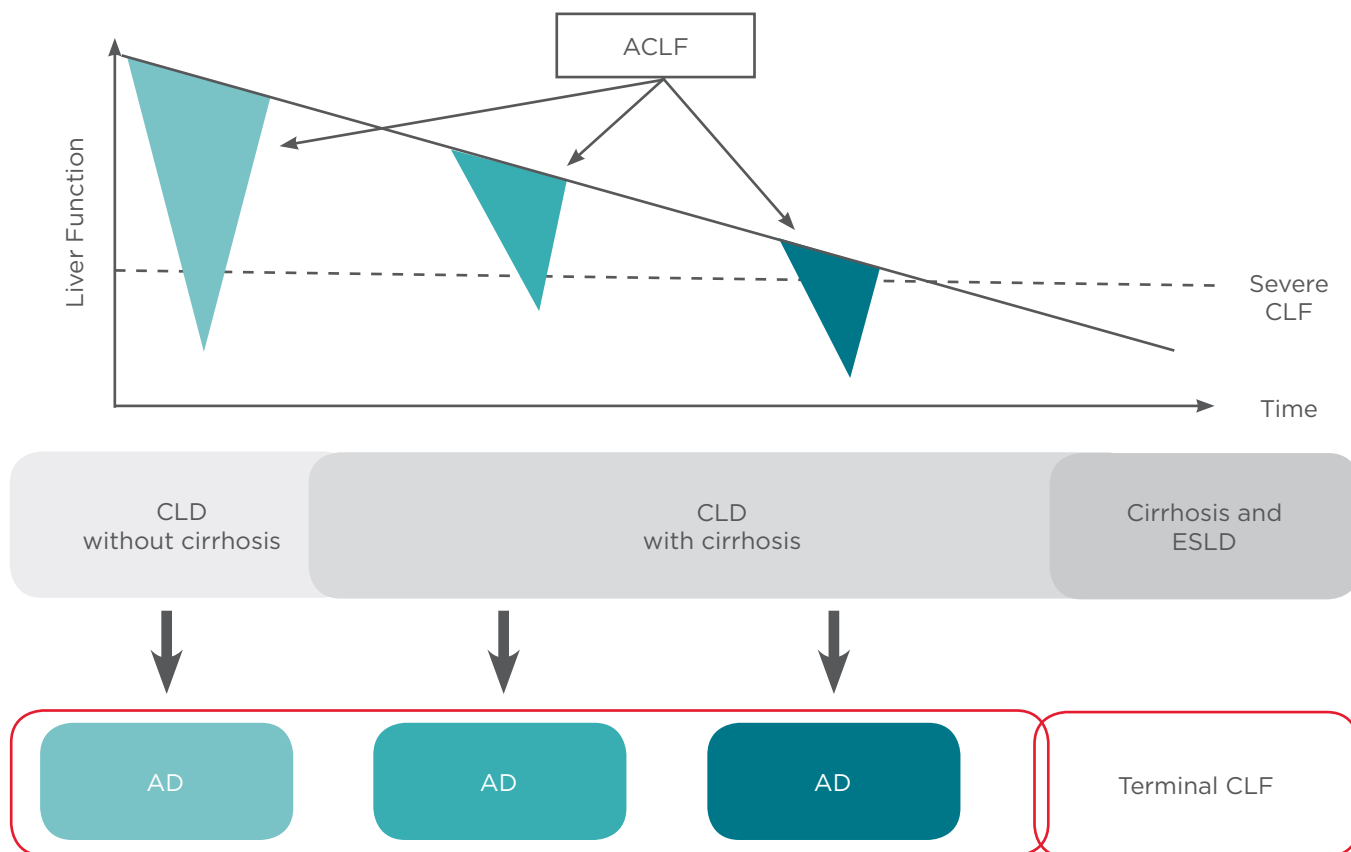 ACLF
Liver Function
Severe
CLF
Time
CLD
without cirrhosis
CLD
with cirrhosis
Cirrhosis and
ESLD
AD
AD
AD
Terminal CLF